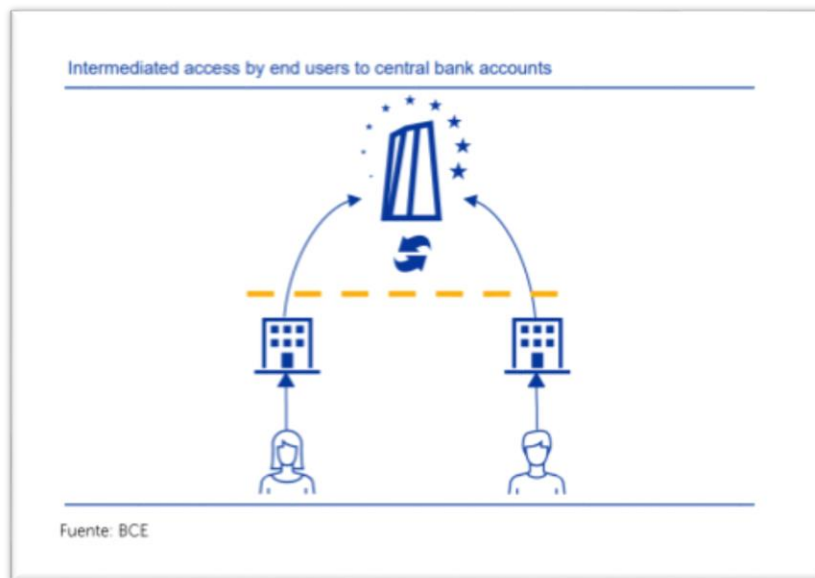 Intermediated access by end users to central bank accounts
Fuente: BCE